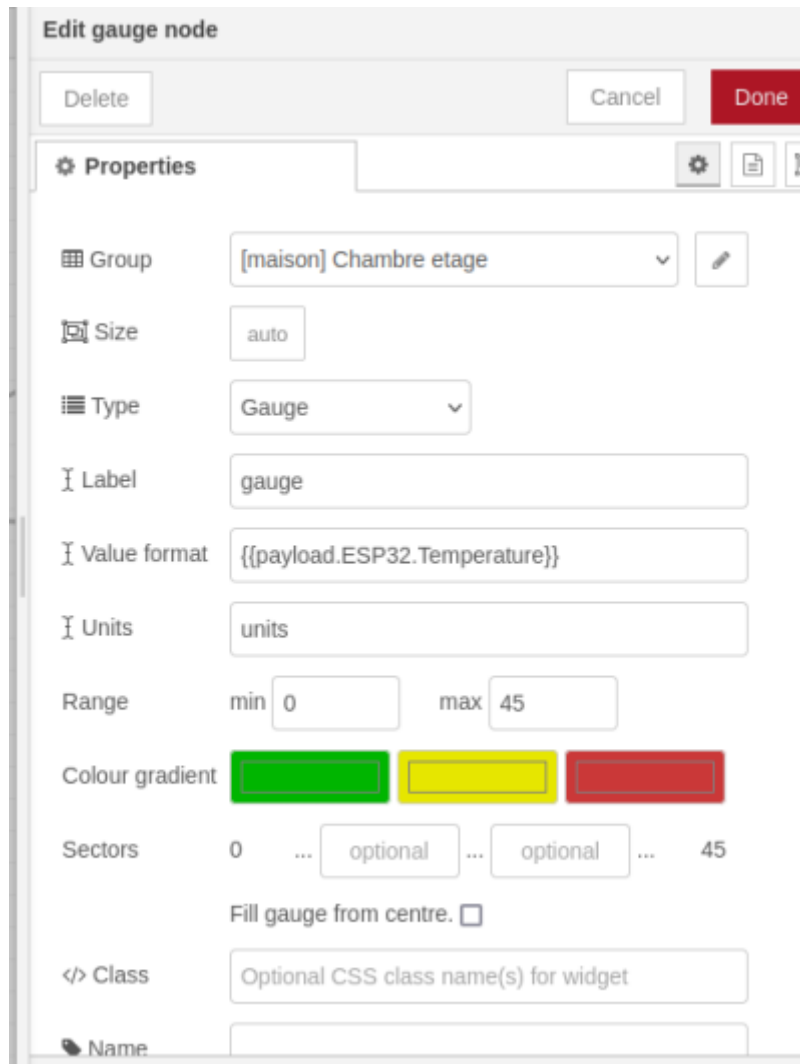 Edit gauge node
Delete Cancel Done
Properties
Group [maison] Chambre etage
Size auto
Type Gauge
Label gauge
Value format {{payload.ESP32.Temperature}}
Units units
Range min 0 max 45
Colour gradient
Sectors 0 ... optional ... optional ... 45
Fill gauge from centre.
</> Class Optional CSS class name(s) for widget
Name